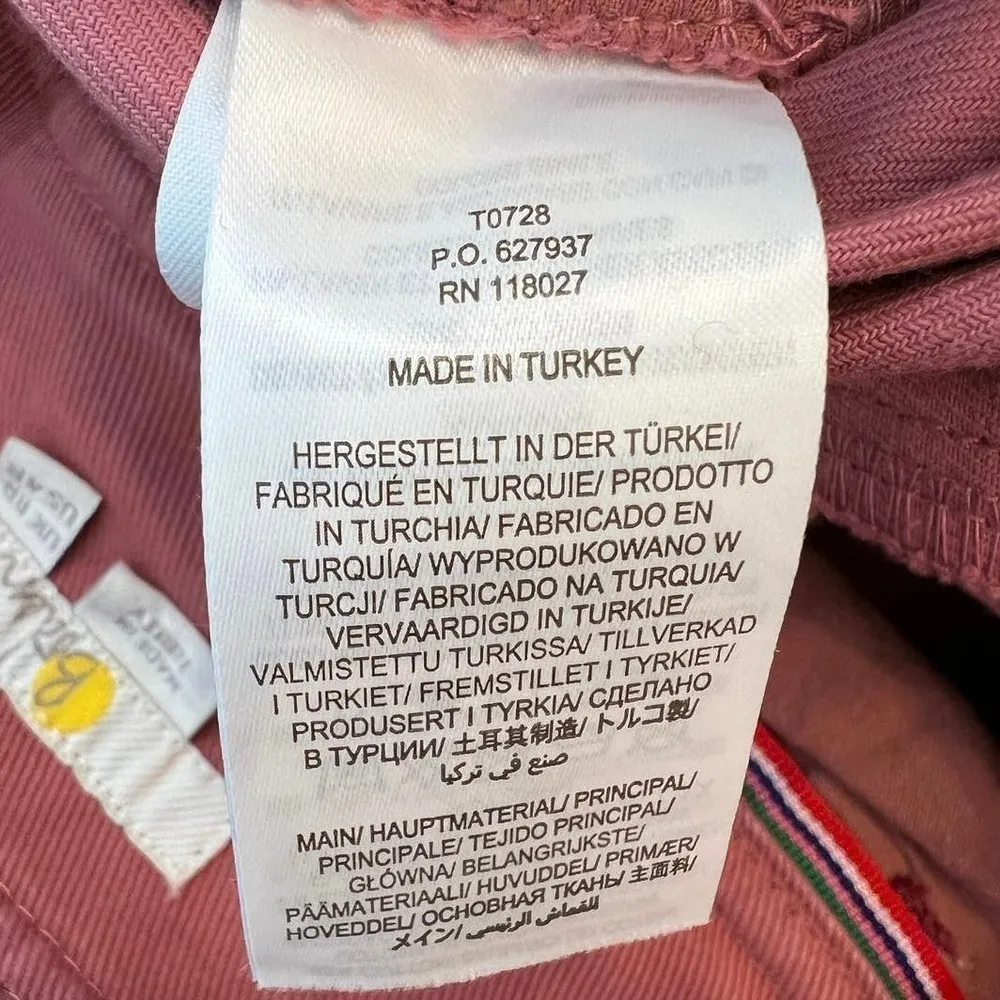 T0728
P.O. 627937
RN 118027
MADE IN TURKEY
HERGESTELLT IN DER TÜRKEI/
FABRIQUÉ EN TURQUIE/ PRODOTTO
IN TURCHIA/ FABRICADO EN
TURQUÍA/ WYPRODUKOWANO W
TURCJI/ FABRICADO NA TURQUIA/
VERVAARDIGD IN TURKIJE/
VALMISTETTU TURKISSA/ TILLVERKAD
I TURKIET/ FREMSTILLET I TYRKIET/
PRODUSERT I TYRKIA/ СДЕЛАНО
В ТУРЦИИ/ 土耳其制造/ トルコ製/
صنع في تركيا
MAIN/ HAUPTMATERIAL/ PRINCIPAL/
PRINCIPALE/ TEJIDO PRINCIPAL/
GŁÓWNA/ BELANGRIJKSTE/
PÄÄMATERIAALI/ HUVUDDEL/ PRIMÆR/
HOVEDDEL/ ОСНОВНАЯ ТКАНЬ/ 主面料/
メイン/ للقماش الرئيسي